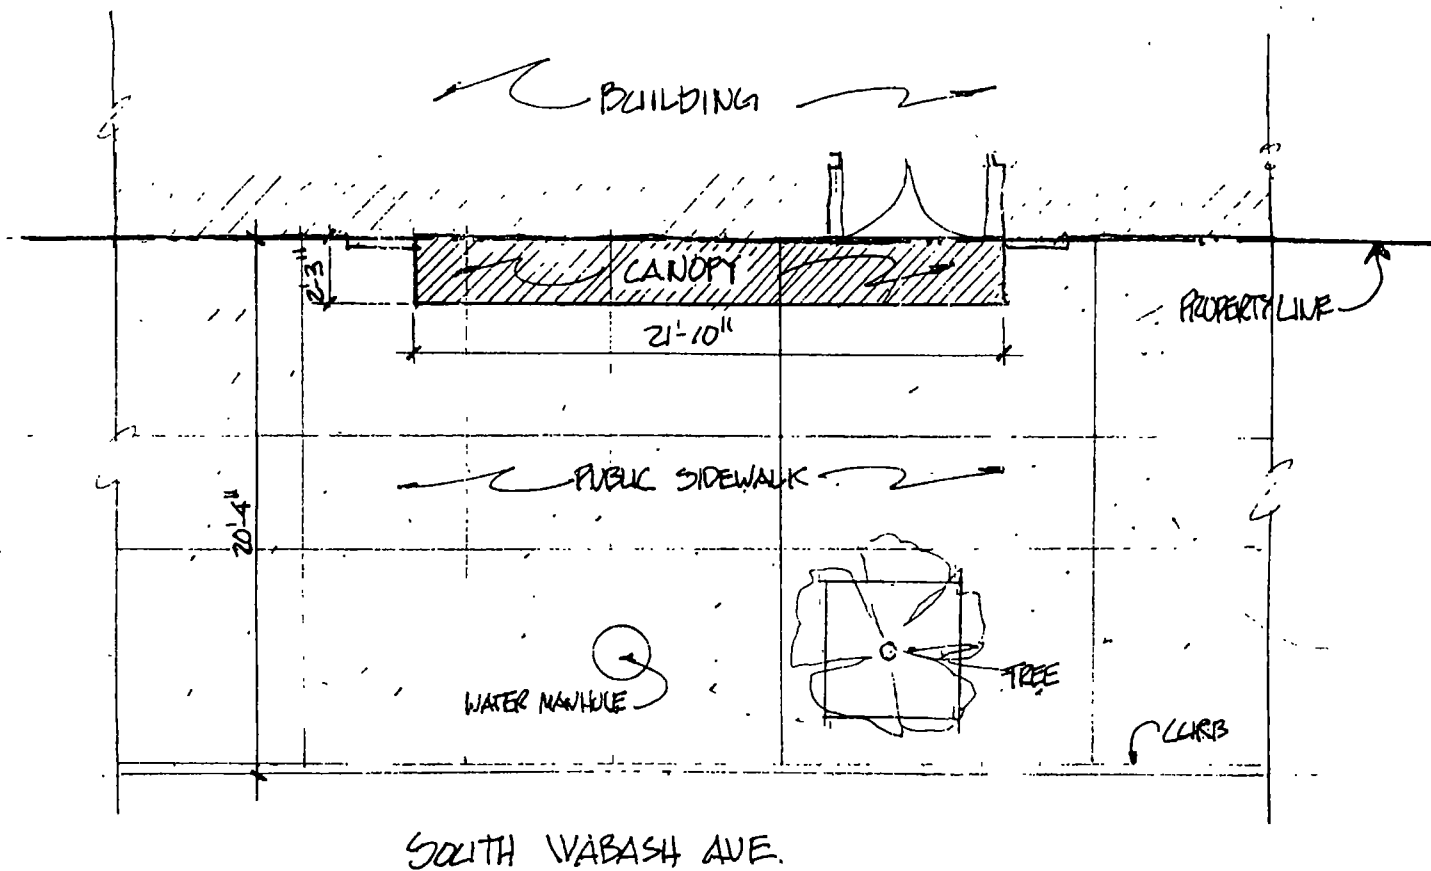 BUILDING
CANOPY
2'-3"
PROPERTY LINE
21'-10"
PUBLIC SIDEWALK
20'-4"
TREE
WATER MANHOLE
CURB
SOUTH WABASH AVE.